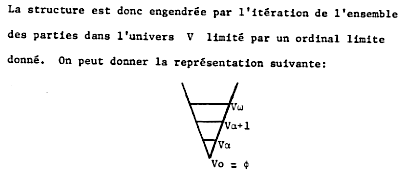 La structure est donc engendrée par l'itération de l'ensemble
des parties dans l'univers V limité par un ordinal limite
donné. On peut donner la représentation suivante:
Vω
Vα+1
Vα
Vo = ϕ